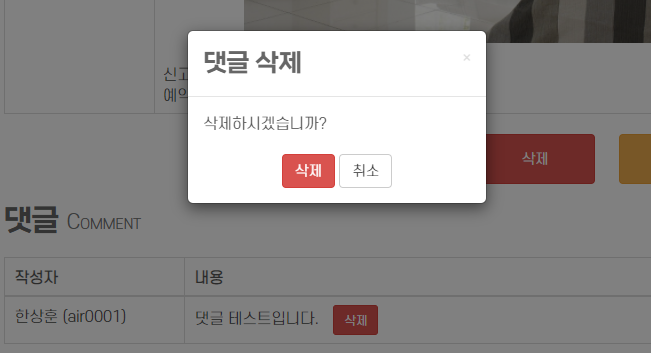 댓글 삭제
×
신고
예약
삭제하시겠습니까?
삭제 취소
삭제
댓글 COMMENT
작성자 내용
한상훈 (air0001) 댓글 테스트입니다. 삭제